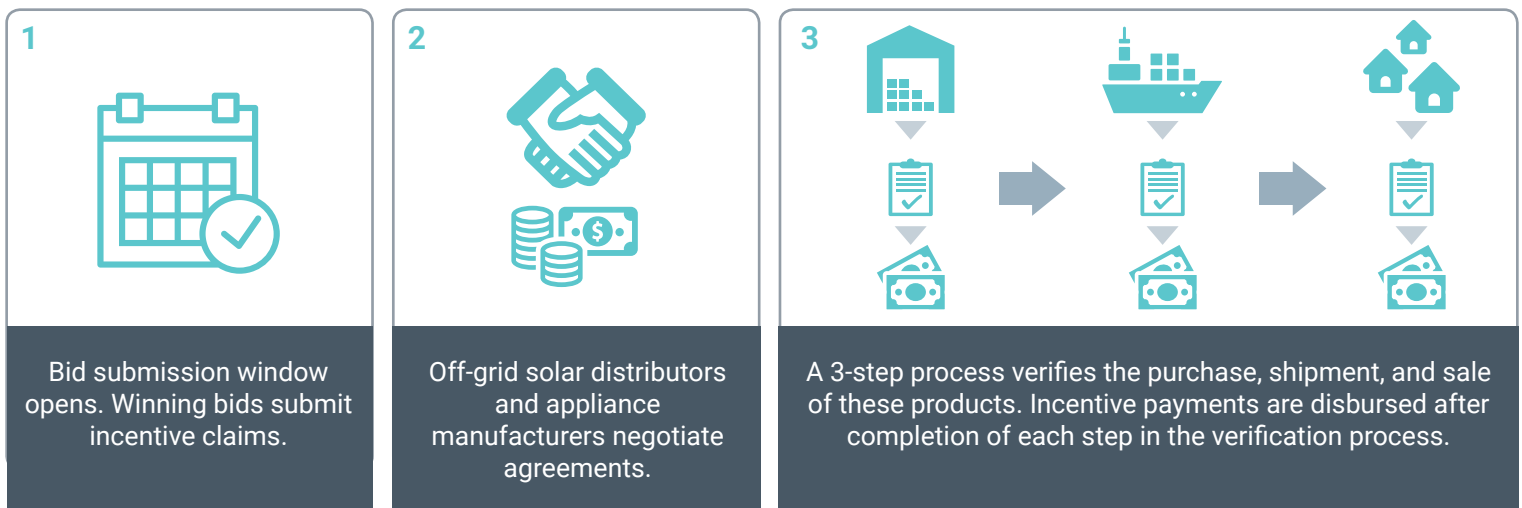 1
Bid submission window
opens. Winning bids submit
incentive claims.
2
$
Off-grid solar distributors
and appliance
manufacturers negotiate
agreements.
3
A 3-step process verifies the purchase, shipment, and sale
of these products. Incentive payments are disbursed after
completion of each step in the verification process.